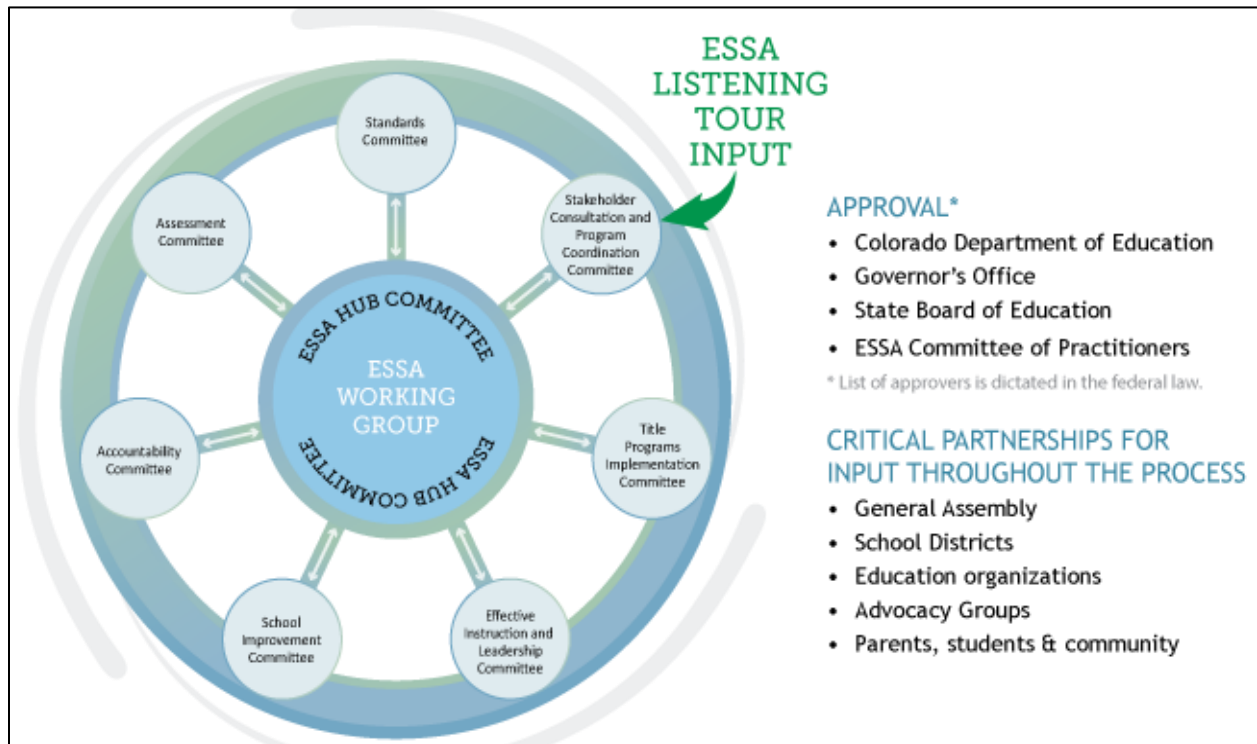 ESSA
LISTENING
TOUR
INPUT
Standards
Committee
Stakeholder
Consultation and
Program
Coordination
Committee
Assessment
Committee
ESSA HUB COMMITTEE
ESSA
WORKING
GROUP
ESSA HUB COMMITTEE
Accountability
Committee
Title
Programs
Implementation
Committee
School
Improvement
Committee
Effective
Instruction and
Leadership
Committee
APPROVAL*
• Colorado Department of Education
• Governor's Office
• State Board of Education
• ESSA Committee of Practitioners
* List of approvers is dictated in the federal law.
CRITICAL PARTNERSHIPS FOR
INPUT THROUGHOUT THE PROCESS
• General Assembly
• School Districts
• Education organizations
• Advocacy Groups
• Parents, students & community